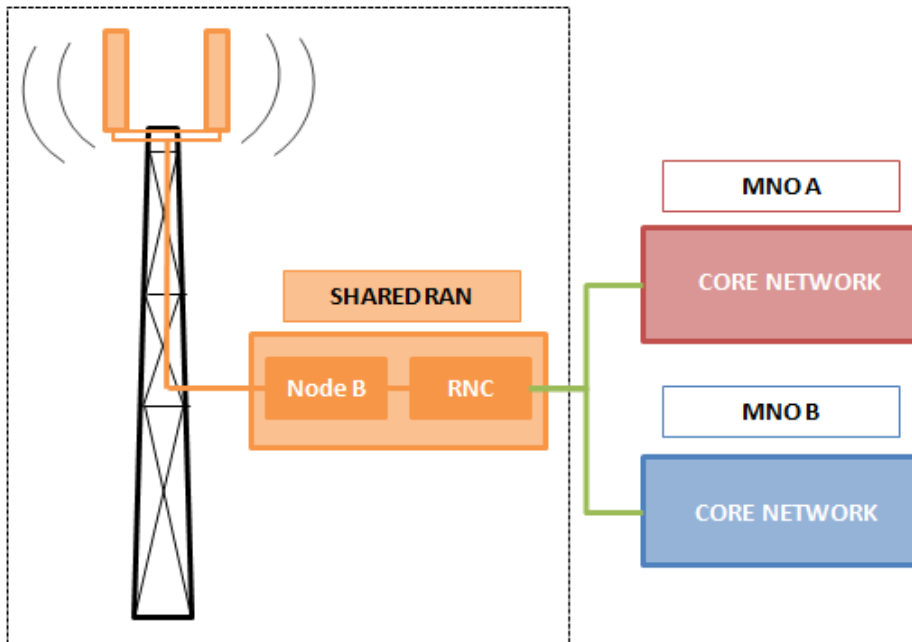 MNO A
CORE NETWORK
SHARED RAN
Node B
RNC
MNO B
CORE NETWORK